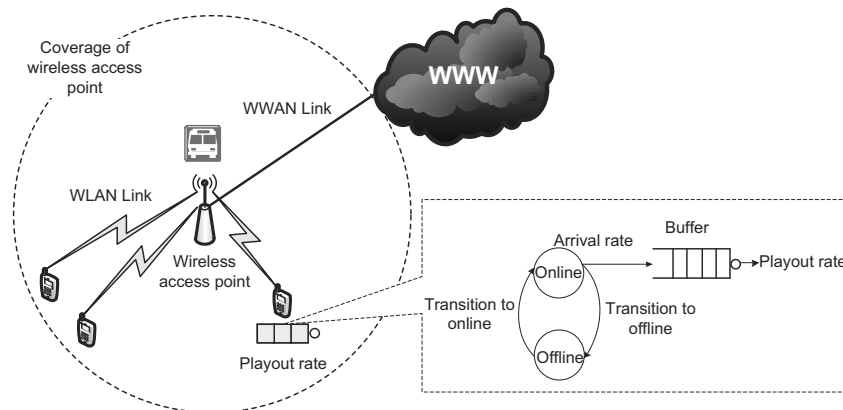 Coverage of
wireless access
point
WWW
WWAN Link
WLAN Link
Wireless
access point
Playout rate
Buffer
Arrival rate
Online
Playout rate
Transition to
online
Transition to
offline
Offline